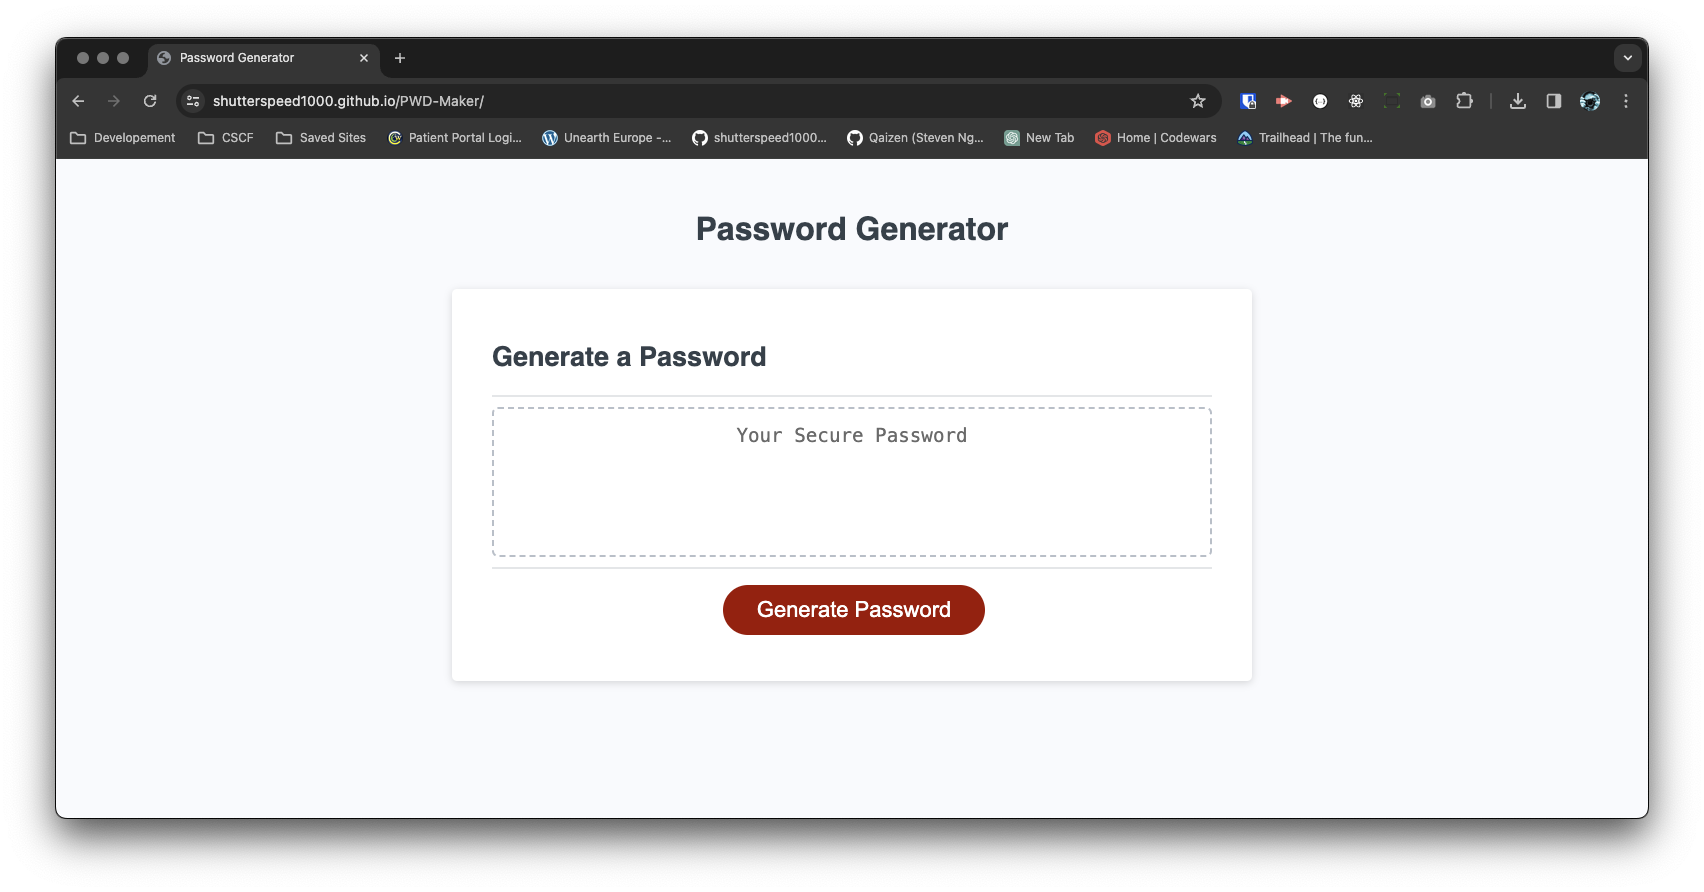 Password Generator
shutterspeed1000.github.io/PWD-Maker/
Developement CSCF Saved Sites Patient Portal Logi... Unearth Europe -... shutterspeed1000... Qaizen (Steven Ng... New Tab Home | Codewars Trailhead | The fun...
Password Generator
Generate a Password
Your Secure Password
Generate Password